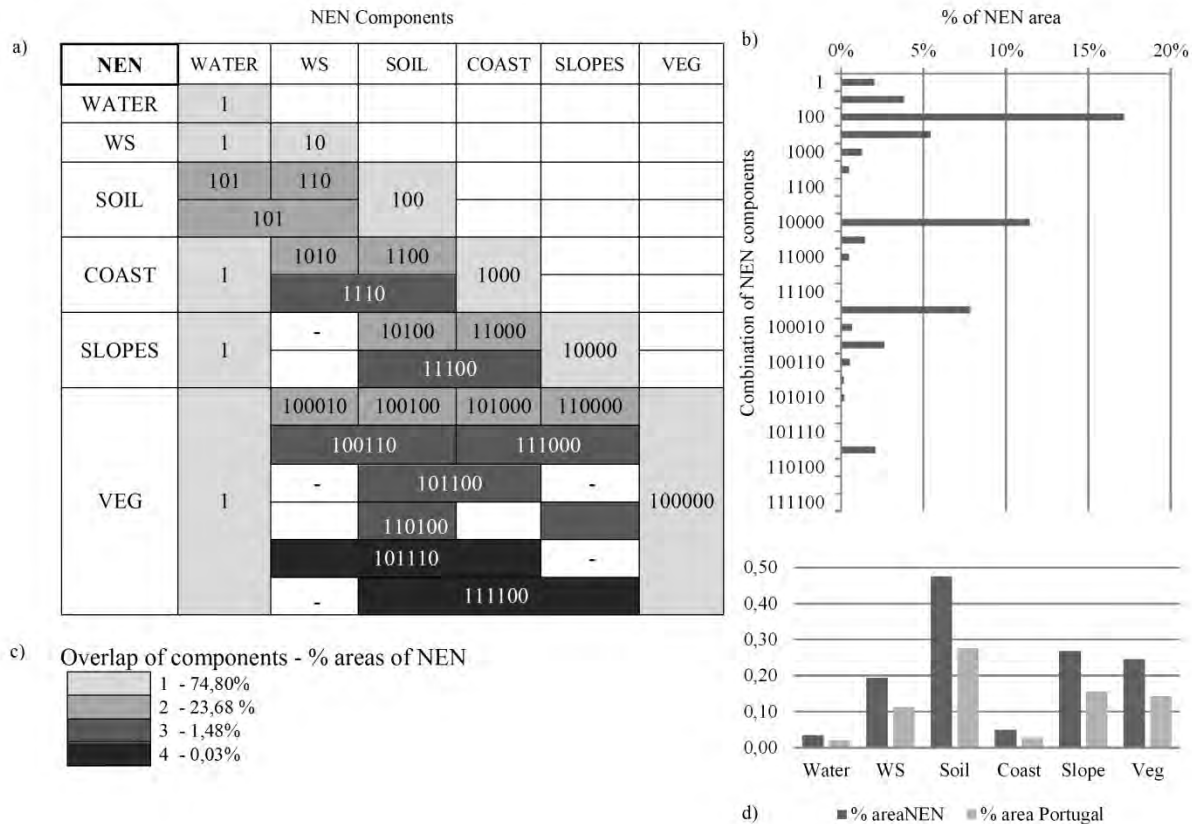 NEN Components
a)
NEN WATER WS SOIL COAST SLOPES VEG
WATER 1
WS 1 10
SOIL 101 110 100
101
COAST 1 1010 1100 1000
1110
SLOPES 1 - 10100 11000 10000
11100
VEG 1 100010 100100 101000 110000 100000
100110 111000
- 101100 -
110100
101110 -
- 111100
b)
% of NEN area
0% 5% 10% 15% 20%
Combination of NEN components
1
100
1000
1100
10000
11000
11100
100010
100110
101010
101110
110100
111100
c)
Overlap of components - % areas of NEN
1 - 74,80%
2 - 23,68 %
3 - 1,48%
4 - 0,03%
0,50
0,40
0,30
0,20
0,10
0,00
Water WS Soil Coast Slope Veg
d)
% areaNEN % area Portugal